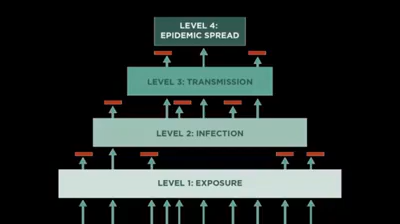 LEVEL 4:
EPIDEMIC SPREAD
LEVEL 3: TRANSMISSION
LEVEL 2: INFECTION
LEVEL 1: EXPOSURE